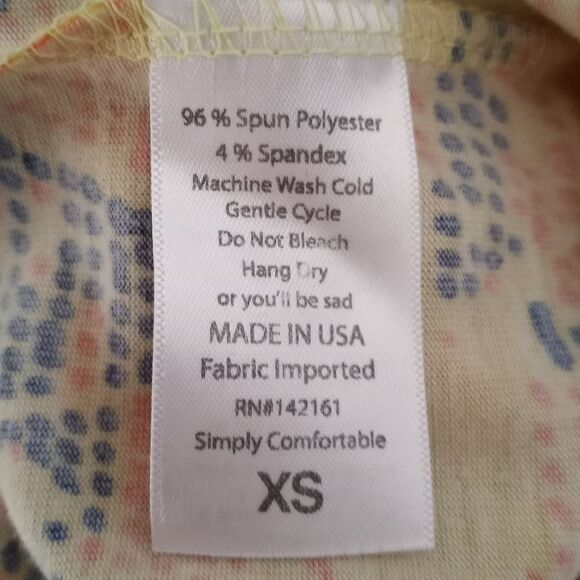 96 % Spun Polyester
4 % Spandex
Machine Wash Cold
Gentle Cycle
Do Not Bleach
Hang Dry
or you'll be sad
MADE IN USA
Fabric Imported
RN#142161
Simply Comfortable
XS